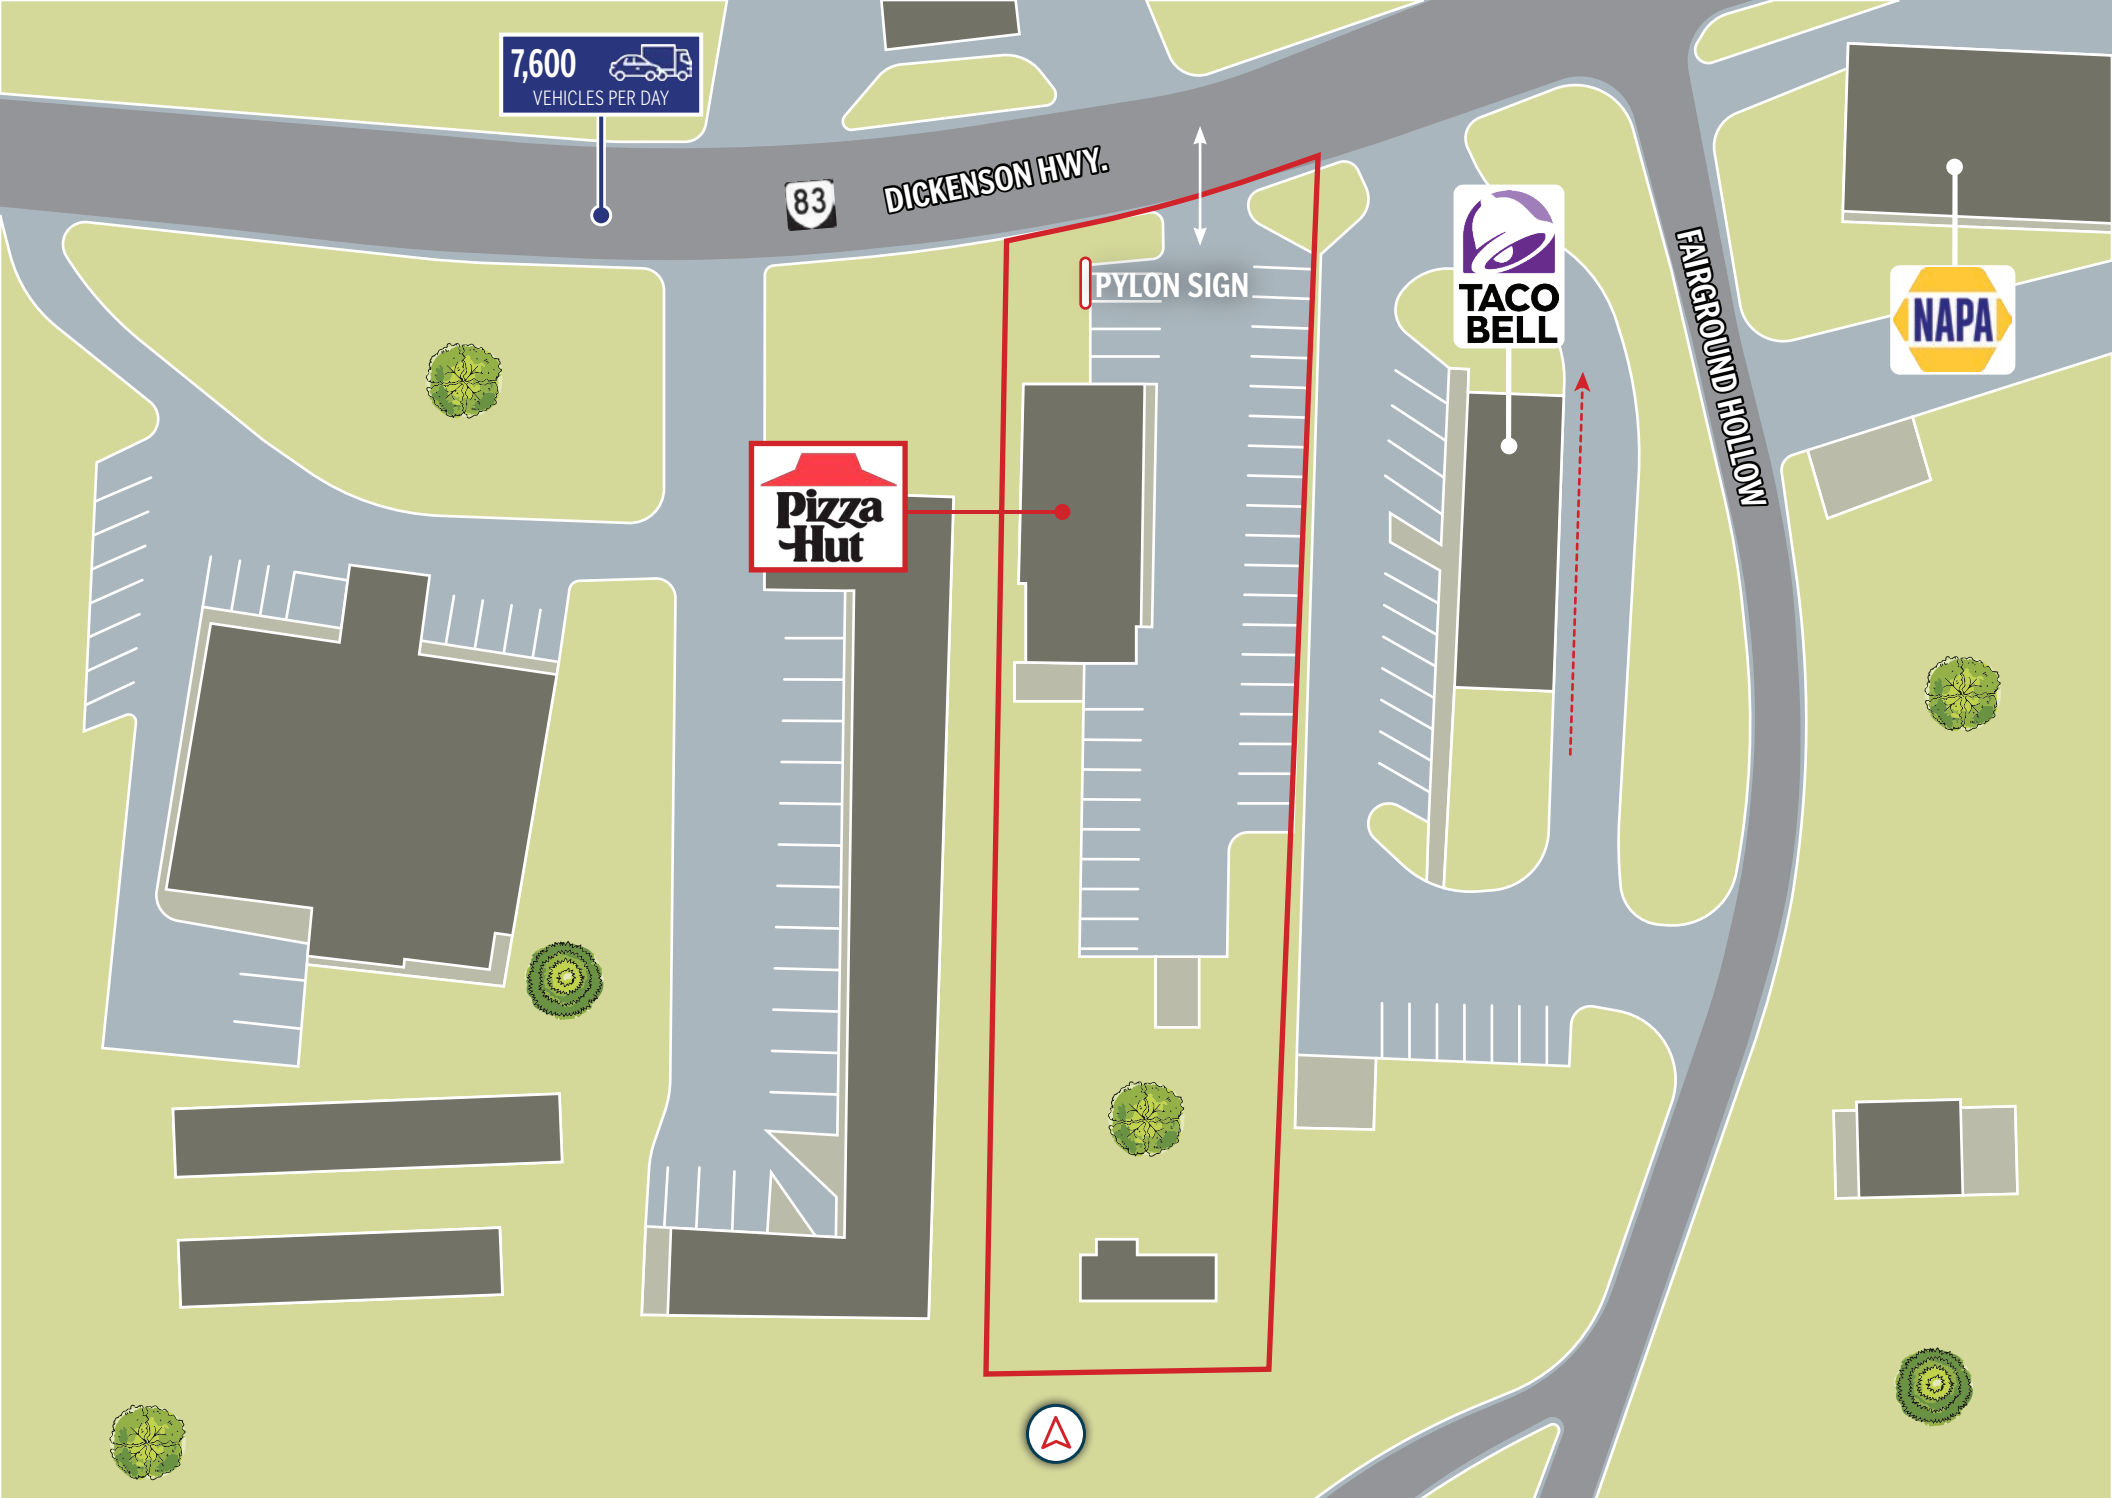 7,600
VEHICLES PER DAY
83
DICKENSON HWY.
PYLON SIGN
TACO
BELL
FAIRGROUND HOLLOW
NAPA
Pizza
Hut